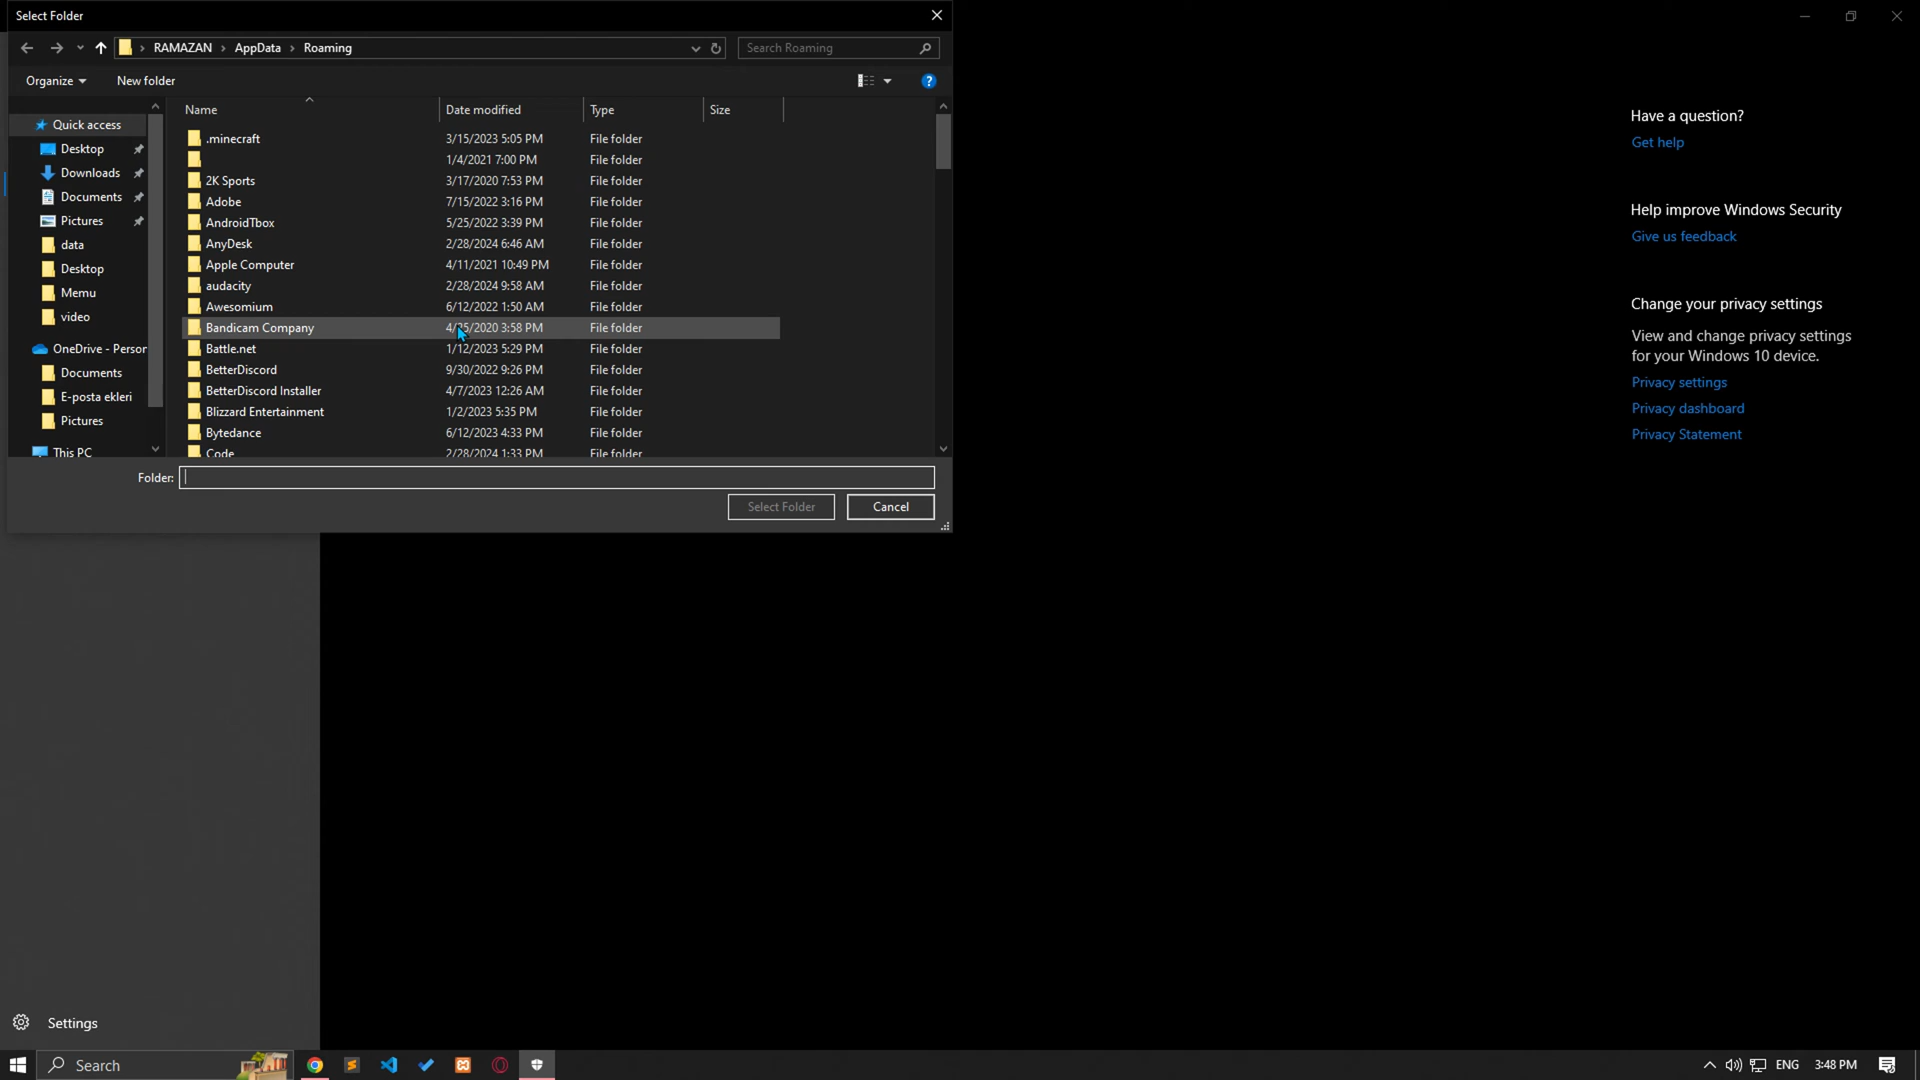 Select Folder
RAMAZAN AppData Roaming
Search Roaming
Organize
New folder
Name Date modified Type Size
Quick access
Desktop
Downloads
Documents
Pictures
data
Desktop
Memu
video
OneDrive - Person
Documents
E-posta ekleri
Pictures
This PC
.minecraft 3/15/2023 5:05 PM File folder
1/4/2021 7:00 PM File folder
2K Sports 3/17/2020 7:53 PM File folder
Adobe 7/15/2022 3:16 PM File folder
AndroidTbox 5/25/2022 3:39 PM File folder
AnyDesk 2/28/2024 6:46 AM File folder
Apple Computer 4/11/2021 10:49 PM File folder
audacity 2/28/2024 9:58 AM File folder
Awesomium 6/12/2022 1:50 AM File folder
Bandicam Company 4/25/2020 3:58 PM File folder
Battle.net 1/12/2023 5:29 PM File folder
BetterDiscord 9/30/2022 9:26 PM File folder
BetterDiscord Installer 4/7/2023 12:26 AM File folder
Blizzard Entertainment 1/2/2023 5:35 PM File folder
Bytedance 6/12/2023 4:33 PM File folder
Code 2/28/2024 1:33 PM File folder
Folder:
Select Folder
Cancel
Have a question?
Get help
Help improve Windows Security
Give us feedback
Change your privacy settings
View and change privacy settings
for your Windows 10 device.
Privacy settings
Privacy dashboard
Privacy Statement
Settings
Search
ENG
3:48 PM